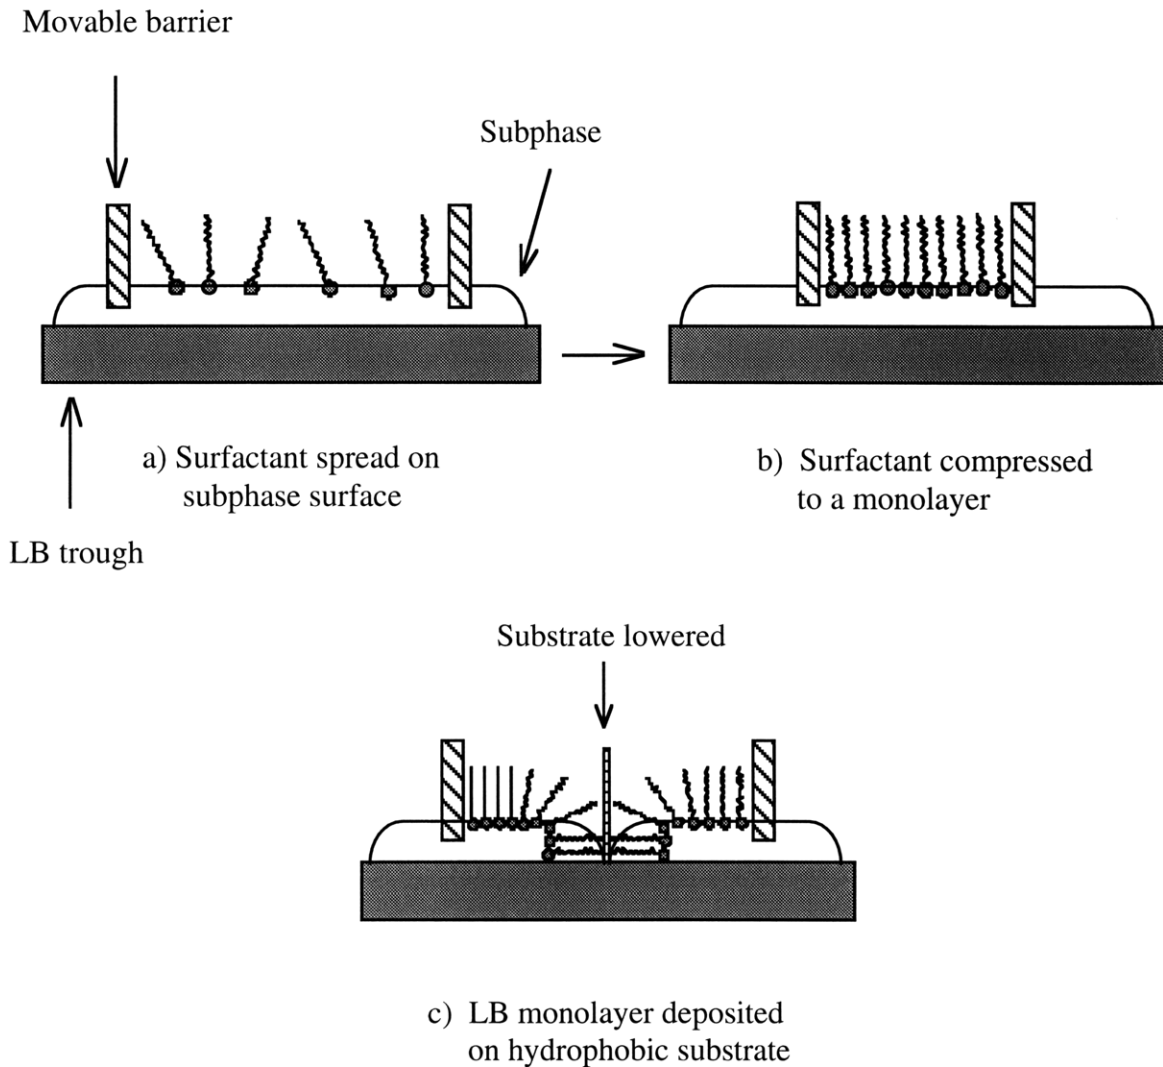 Movable barrier
Subphase
a) Surfactant spread on
subphase surface
b) Surfactant compressed
to a monolayer
LB trough
Substrate lowered
c) LB monolayer deposited
on hydrophobic substrate